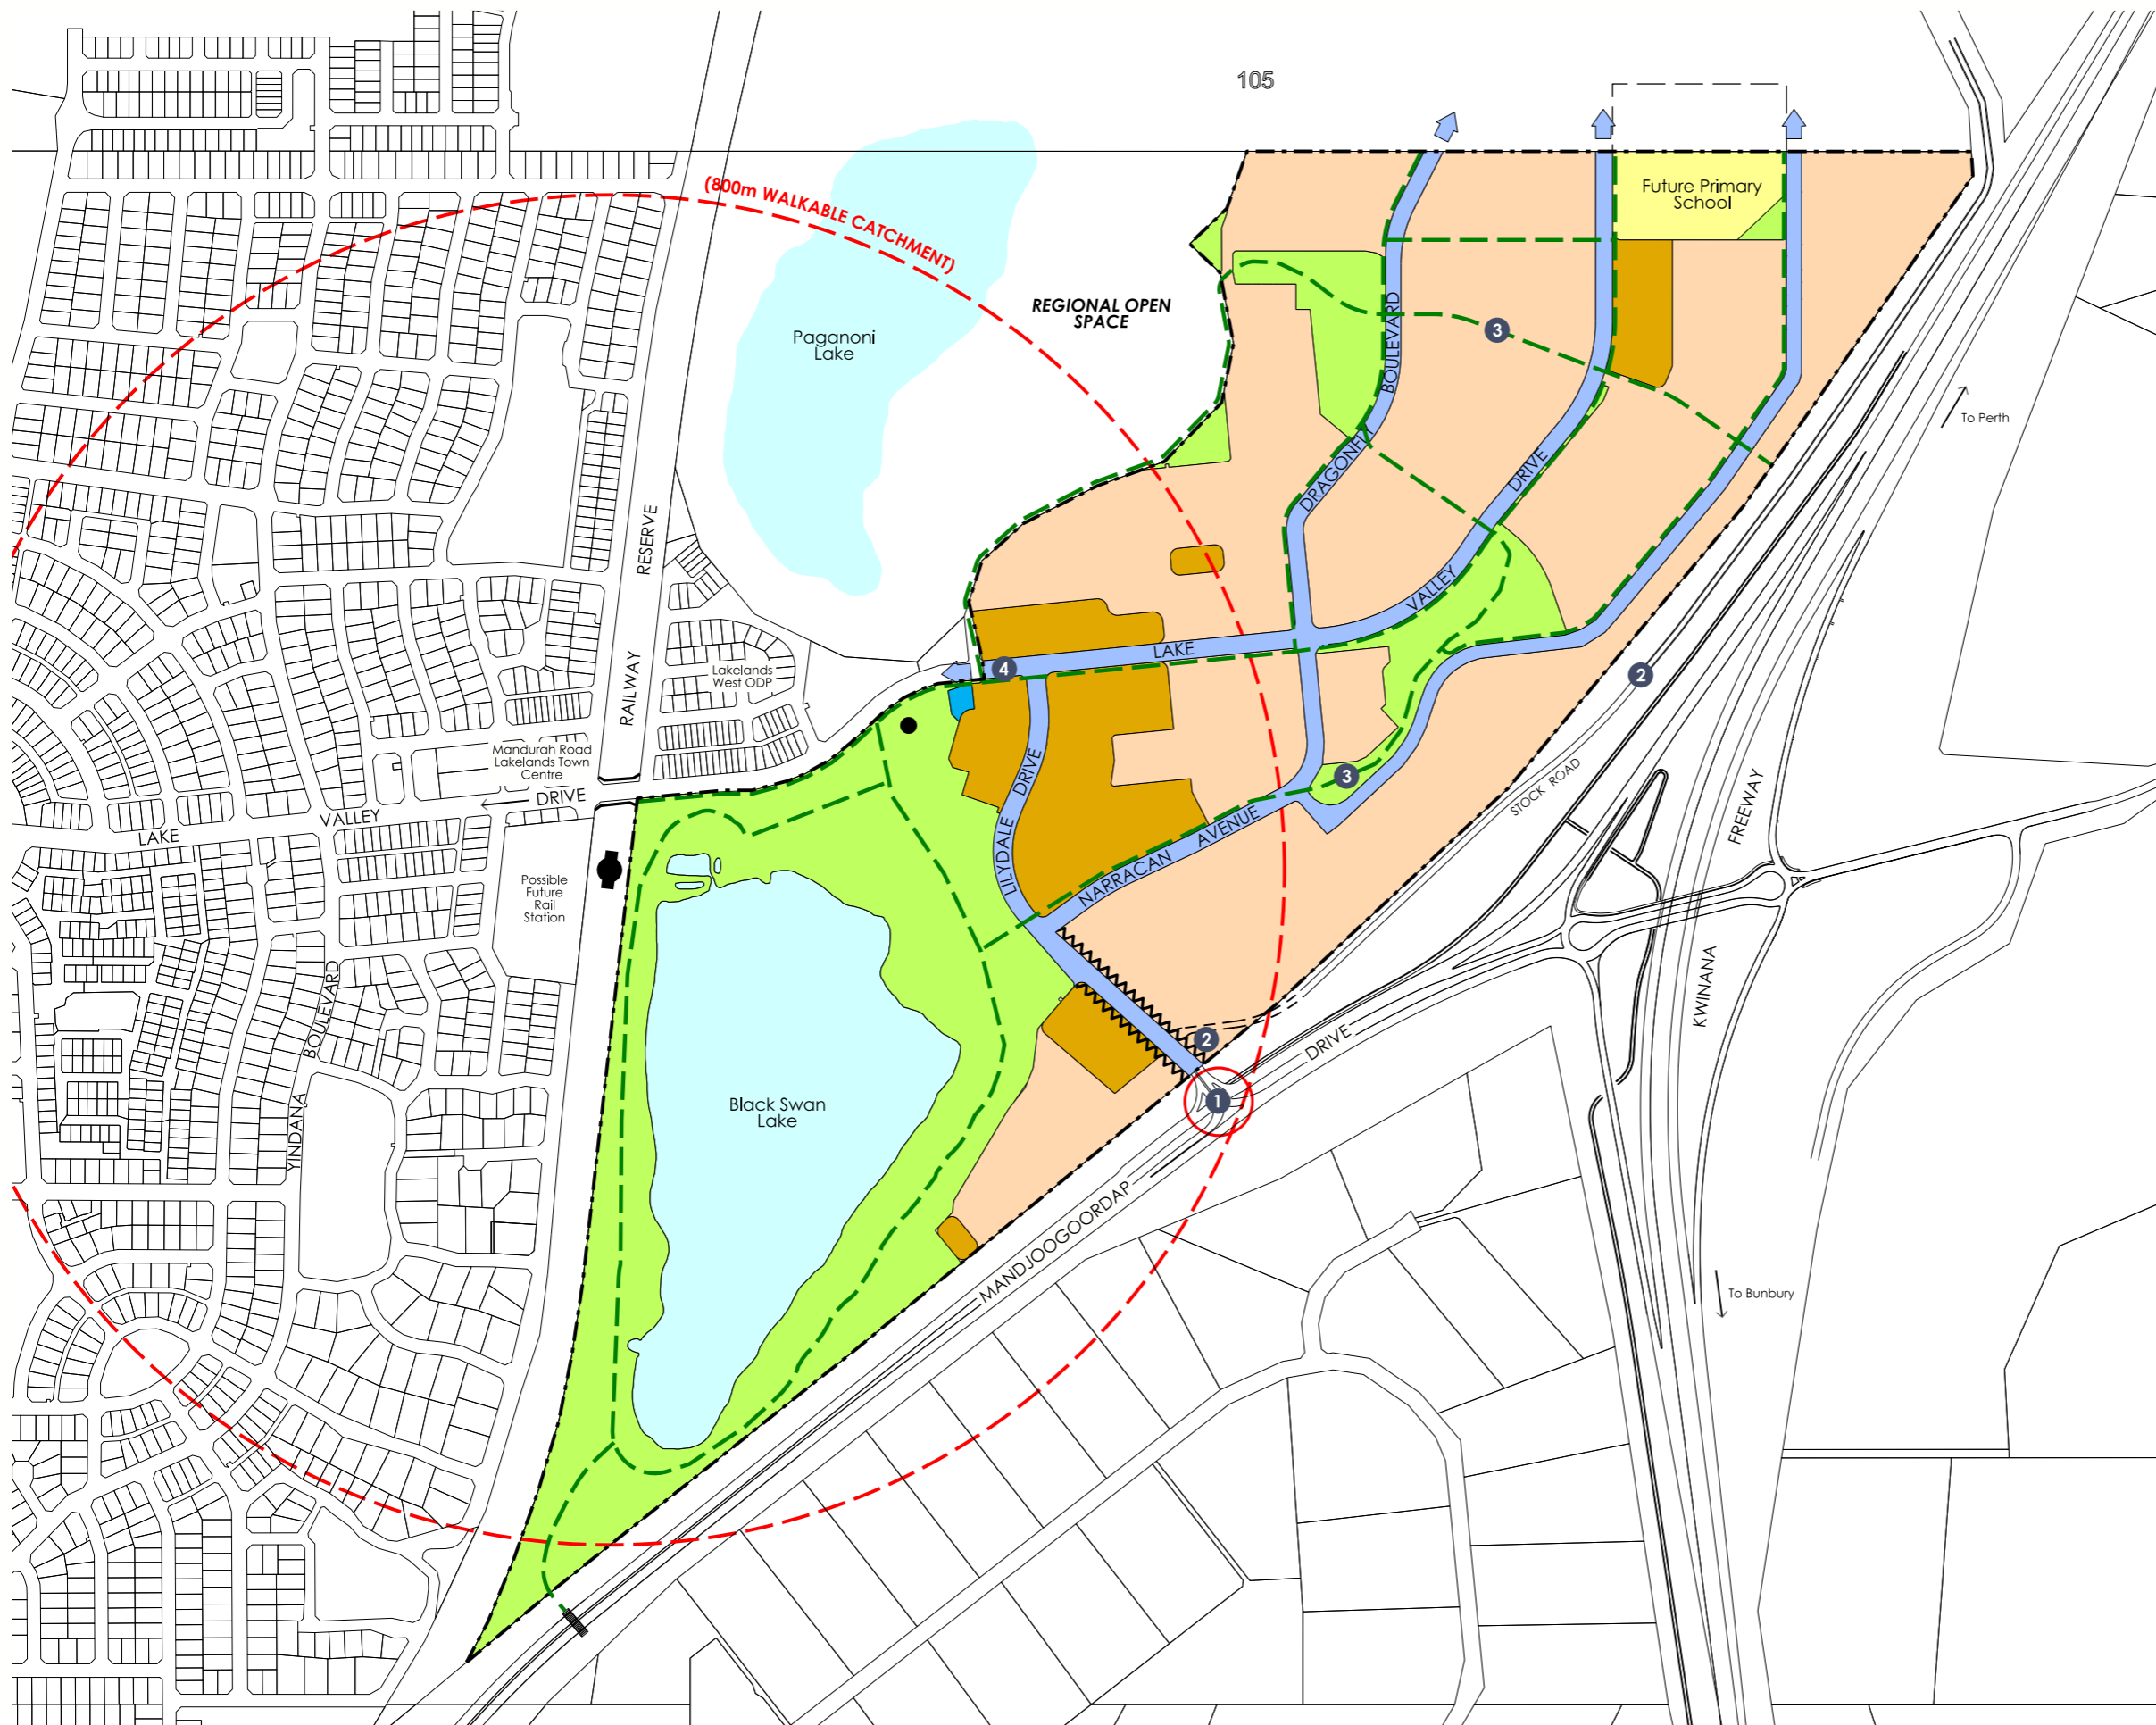 105
(800m WALKABLE CATCHMENT)
Future Primary
School
REGIONAL OPEN
SPACE
Paganoni
Lake
BOULEVARD
3
To Perth
DRAGONFLY
DRIVE
RESERVE
VALLEY
LAKE
4
2
Lakelands
West ODP
RAILWAY
Mandurah Road
Lakelands Town
Centre
DRIVE
VALLEY
LAKE
DRIVE
3
STOCK ROAD
FREEWAY
LILYDALE
NARRACAN AVENUE
Possible
Future
Rail
Station
KWINANA
BOULEVARD
2
DRIVE
1
Black Swan
Lake
YINDANA
MANDJOOGOORDAP
To Bunbury